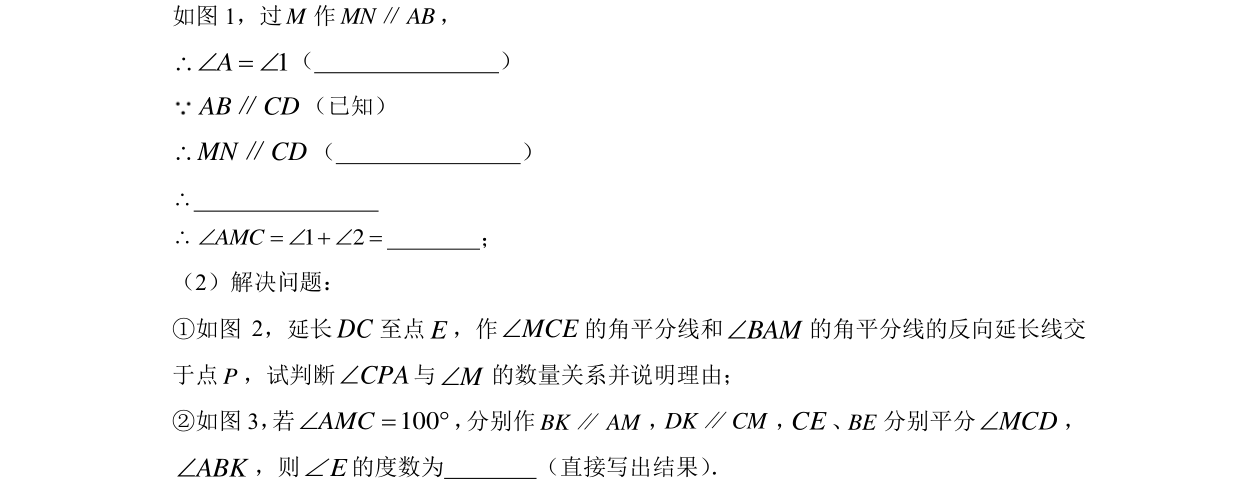 如图 1，过 M 作 MN∥AB，
∴∠A=∠1（________________）
∵AB∥CD（已知）
∴MN∥CD（________________）
∴________________
∴∠AMC=∠1+∠2=________；
（2）解决问题：
①如图 2，延长 DC 至点 E，作∠MCE 的角平分线和∠BAM 的角平分线的反向延长线交
于点 P，试判断∠CPA 与∠M 的数量关系并说明理由；
②如图 3，若∠AMC=100°，分别作 BK∥AM，DK∥CM，CE、BE 分别平分∠MCD，
∠ABK，则∠E 的度数为________（直接写出结果）.